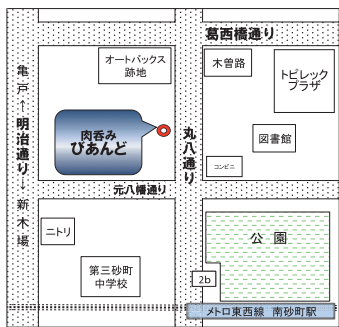 葛西橋通り
オートバックス
跡地
木曽路
トピレック
プラザ
亀戸←明治通り→新木場
肉呑み
びあんど
丸八通り
図書館
コンビニ
元八幡通り
ニトリ
公園
第三砂町
中学校
2b
メトロ東西線 南砂町駅